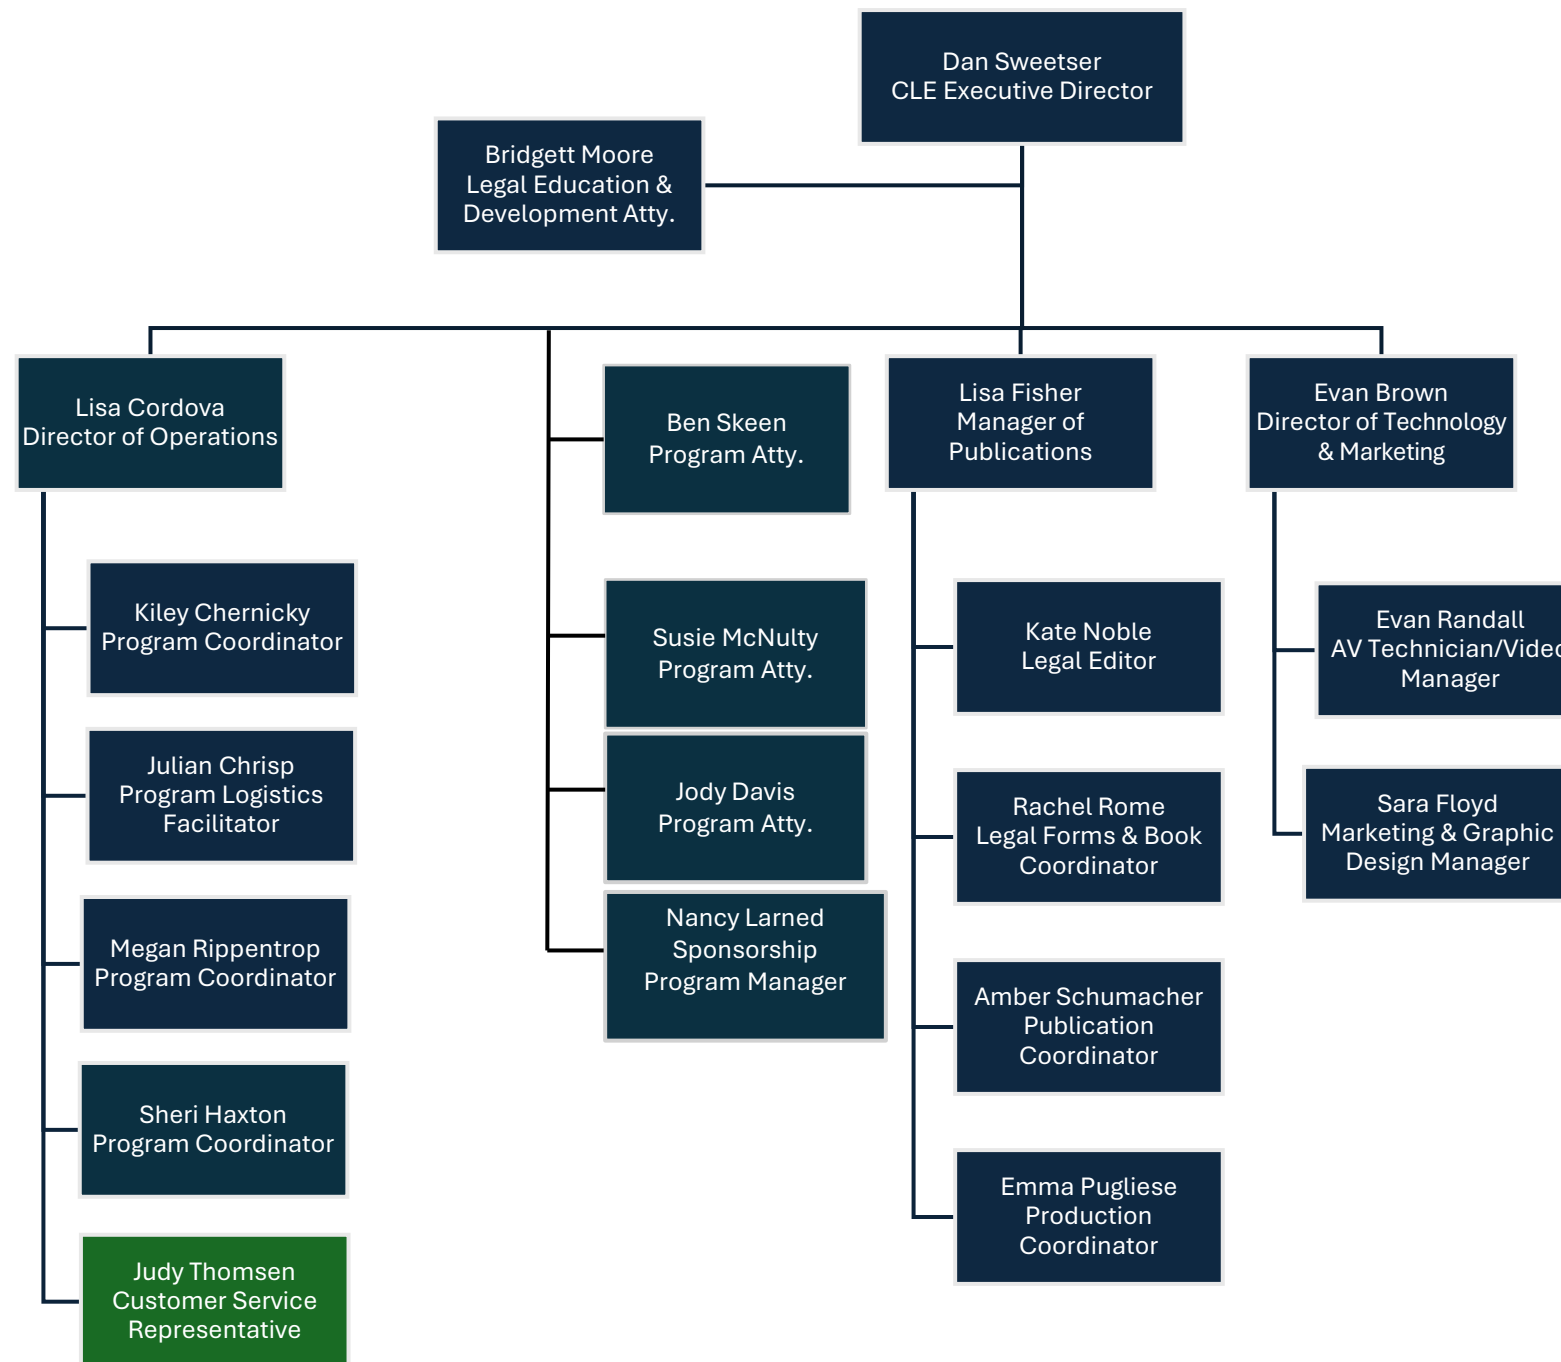 Dan Sweetser
CLE Executive Director
Bridgett Moore
Legal Education &
Development Atty.
Lisa Cordova
Director of Operations
Kiley Chernicky
Program Coordinator
Julian Chrisp
Program Logistics
Facilitator
Megan Rippentrop
Program Coordinator
Sheri Haxton
Program Coordinator
Judy Thomsen
Customer Service
Representative
Ben Skeen
Program Atty.
Susie McNulty
Program Atty.
Jody Davis
Program Atty.
Nancy Larned
Sponsorship
Program Manager
Lisa Fisher
Manager of
Publications
Kate Noble
Legal Editor
Rachel Rome
Legal Forms & Book
Coordinator
Amber Schumacher
Publication
Coordinator
Emma Pugliese
Production
Coordinator
Evan Brown
Director of Technology
& Marketing
Evan Randall
AV Technician/Video
Manager
Sara Floyd
Marketing & Graphic
Design Manager